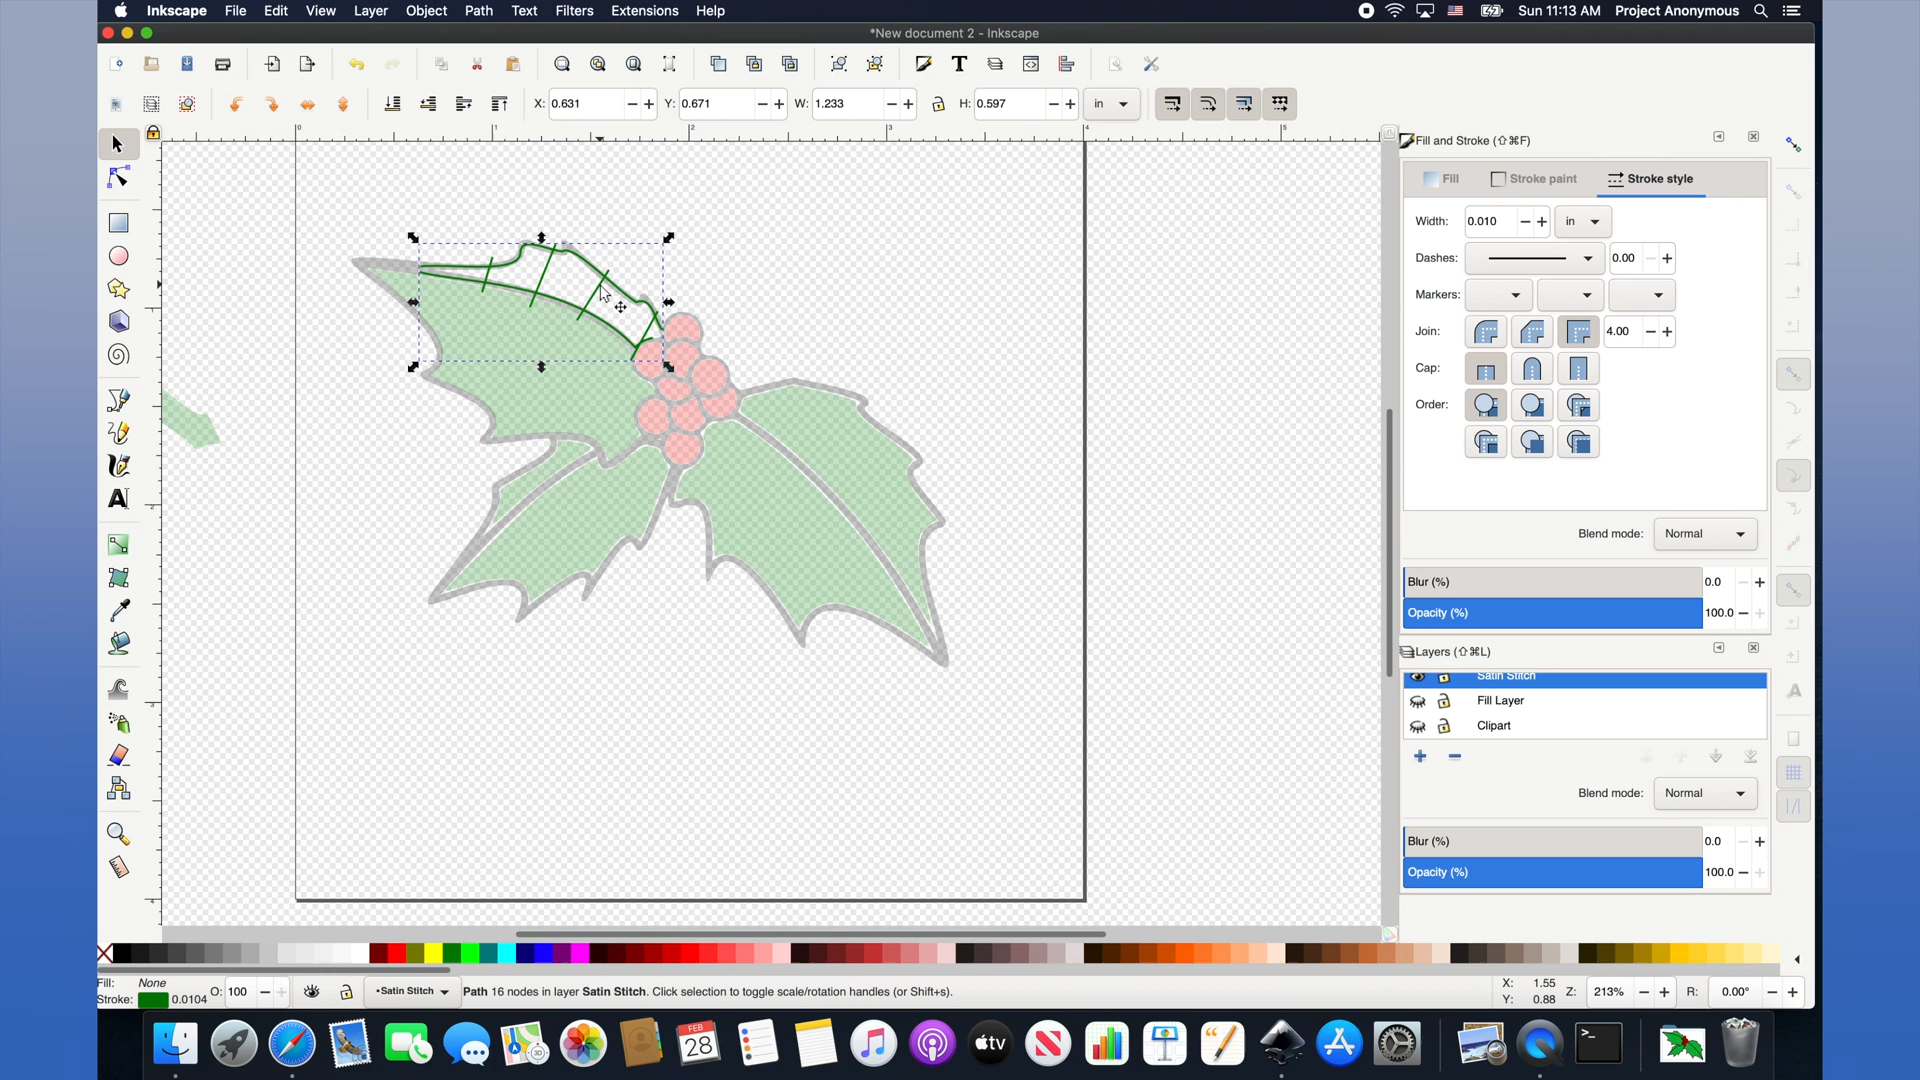 Inkscape File Edit View Layer Object Path Text Filters Extensions Help
Sun 11:13 AM Project Anonymous
*New document 2 - Inkscape
X: 0.631 Y: 0.671 W: 1.233 H: 0.597 in
Fill and Stroke (⇧⌘F)
Fill Stroke paint Stroke style
Width: 0.010 in
Dashes: 0.00
Markers:
Join: 4.00
Cap:
Order:
Blend mode: Normal
Blur (%) 0.0
Opacity (%) 100.0
Layers (⇧⌘L)
Satin Stitch
Fill Layer
Clipart
Blend mode: Normal
Blur (%) 0.0
Opacity (%) 100.0
Fill: None
Stroke: 0.0104 O: 100
•Satin Stitch
Path 16 nodes in layer Satin Stitch. Click selection to toggle scale/rotation handles (or Shift+s).
X: 1.55
Y: 0.88
Z: 213% R: 0.00°
FEB
28
tv